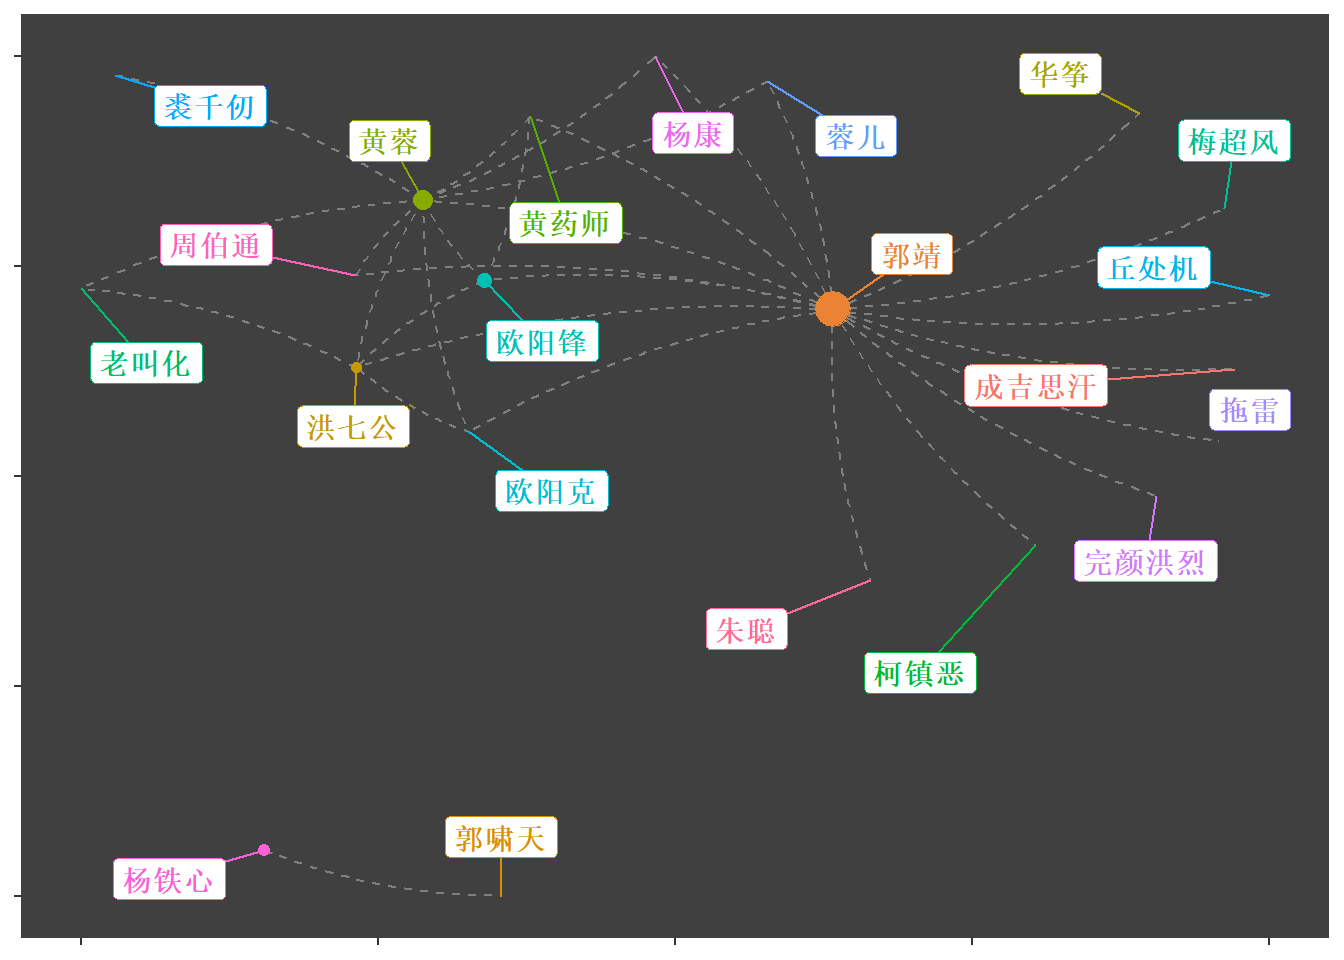 华筝
裘千仞
杨康
蓉儿
黄蓉
梅超风
黄药师
周伯通
郭靖
丘处机
欧阳锋
老叫化
成吉思汗
拖雷
洪七公
欧阳克
完颜洪烈
朱聪
柯镇恶
郭啸天
杨铁心